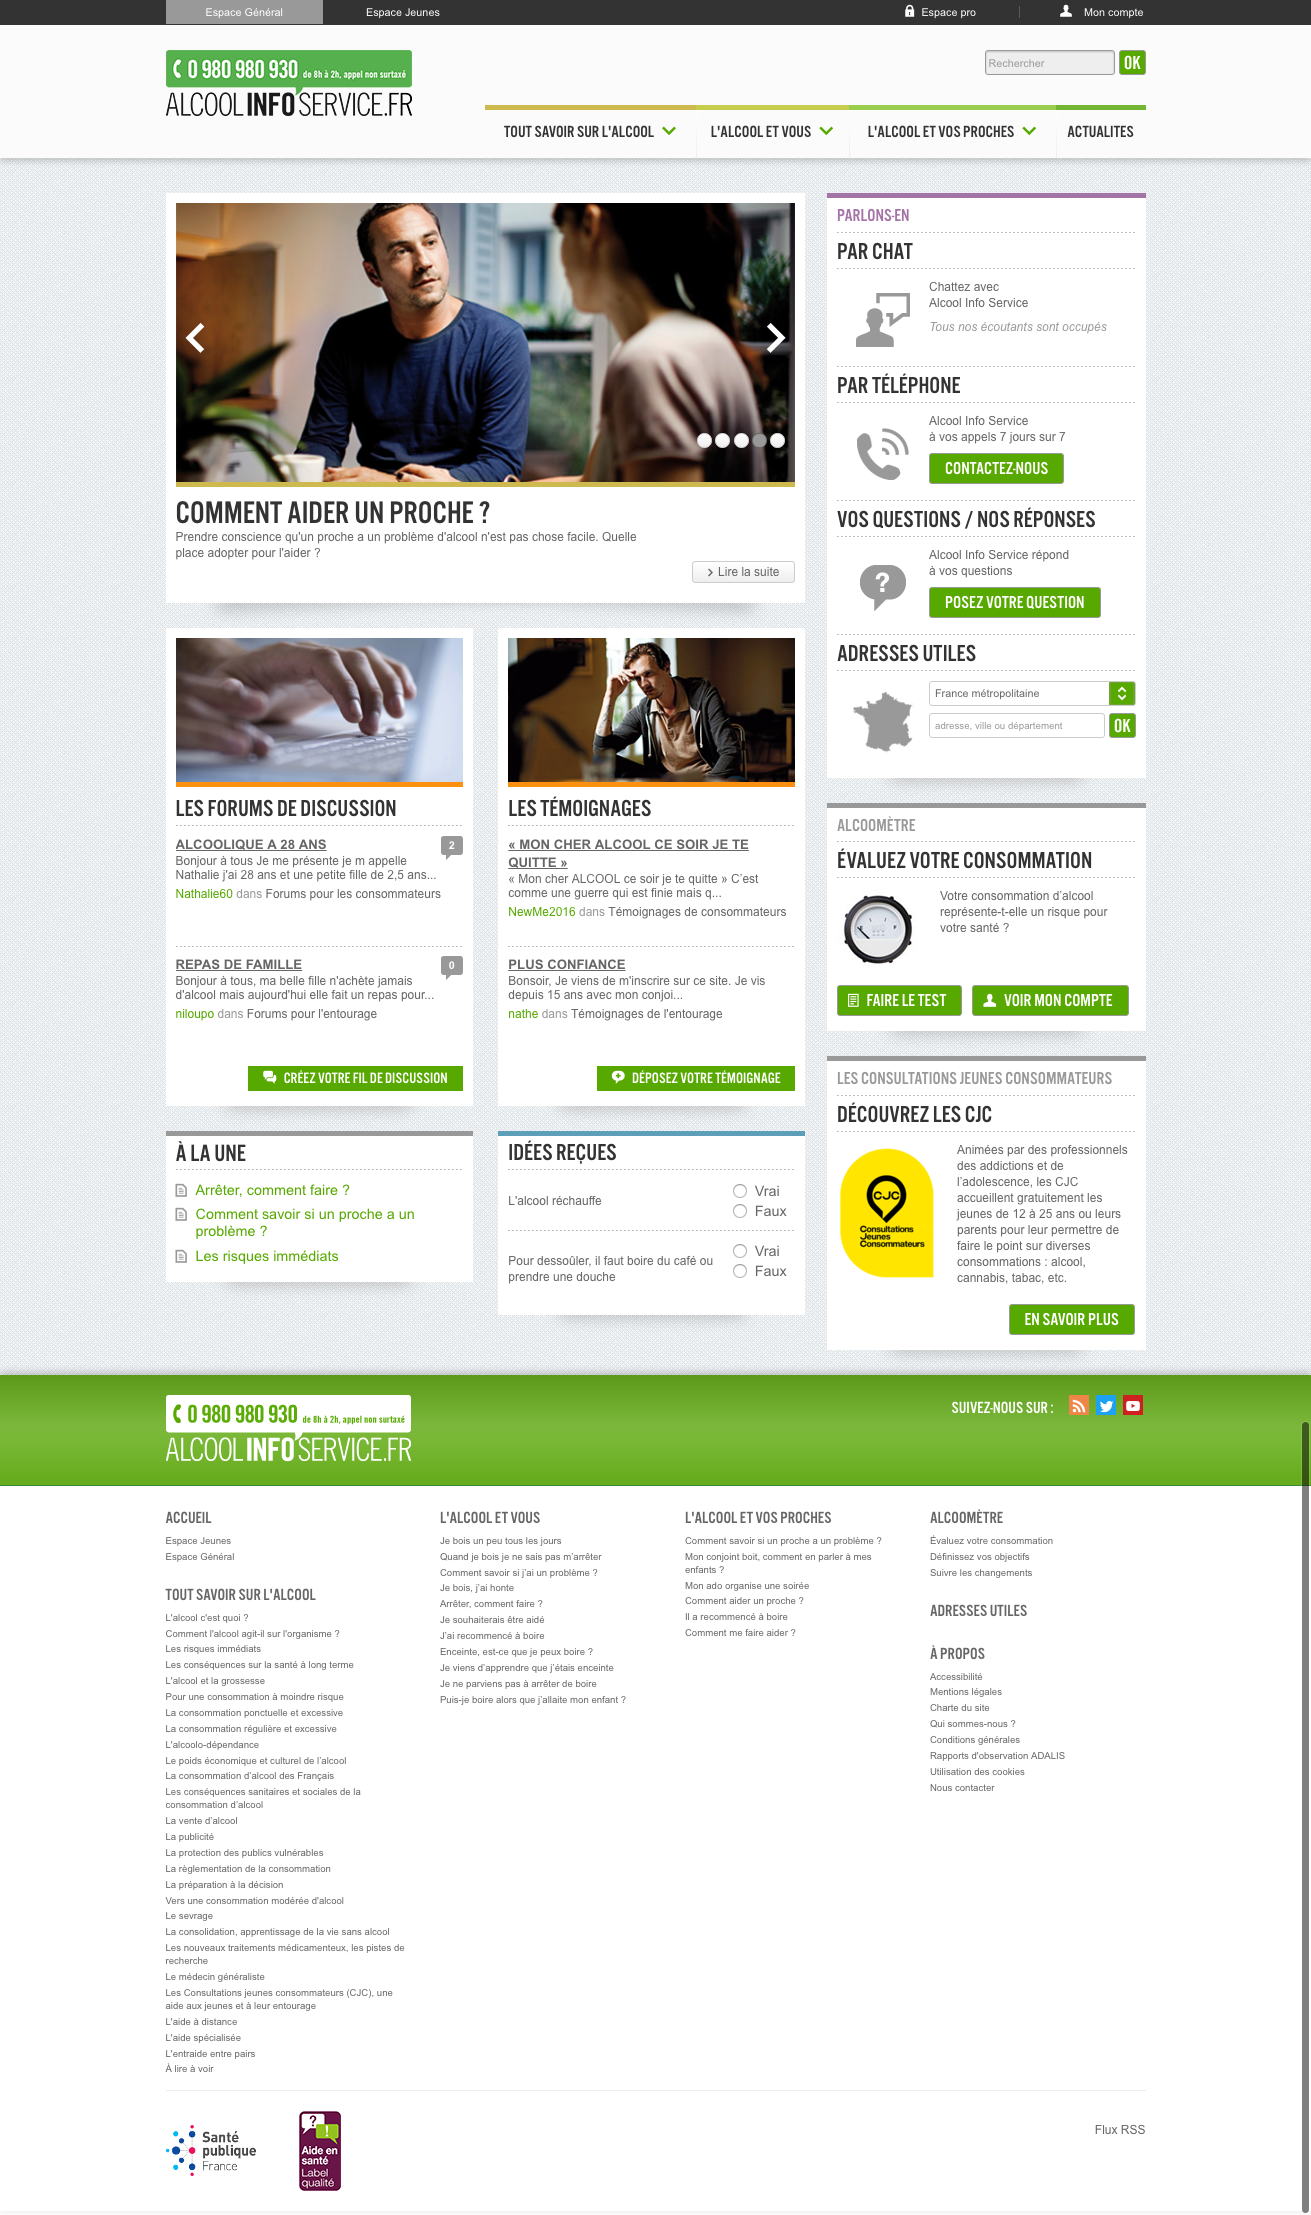 Espace Général
Espace Jeunes
Espace pro
Mon compte
0 980 980 930 de 8h à 2h, appel non surtaxé
ALCOOL INFO SERVICE.FR
Rechercher
OK
TOUT SAVOIR SUR L'ALCOOL
L'ALCOOL ET VOUS
L'ALCOOL ET VOS PROCHES
ACTUALITES
COMMENT AIDER UN PROCHE ?
Prendre conscience qu'un proche a un problème d'alcool n'est pas chose facile. Quelle
place adopter pour l'aider ?
Lire la suite
LES FORUMS DE DISCUSSION
ALCOOLIQUE A 28 ANS
2
Bonjour à tous Je me présente je m appelle
Nathalie j'ai 28 ans et une petite fille de 2,5 ans...
Nathalie60 dans Forums pour les consommateurs
REPAS DE FAMILLE
0
Bonjour à tous, ma belle fille n'achète jamais
d'alcool mais aujourd'hui elle fait un repas pour...
niloupo dans Forums pour l'entourage
CRÉEZ VOTRE FIL DE DISCUSSION
LES TÉMOIGNAGES
« MON CHER ALCOOL CE SOIR JE TE
QUITTE »
« Mon cher ALCOOL ce soir je te quitte » C'est
comme une guerre qui est finie mais q...
NewMe2016 dans Témoignages de consommateurs
PLUS CONFIANCE
Bonsoir, Je viens de m'inscrire sur ce site. Je vis
depuis 15 ans avec mon conjoi...
nathe dans Témoignages de l'entourage
DÉPOSEZ VOTRE TÉMOIGNAGE
À LA UNE
Arrêter, comment faire ?
Comment savoir si un proche a un
problème ?
Les risques immédiats
IDÉES REÇUES
L'alcool réchauffe
Vrai
Faux
Pour dessoûler, il faut boire du café ou
prendre une douche
Vrai
Faux
PARLONS-EN
PAR CHAT
Chattez avec
Alcool Info Service
Tous nos écoutants sont occupés
PAR TÉLÉPHONE
Alcool Info Service
à vos appels 7 jours sur 7
CONTACTEZ-NOUS
VOS QUESTIONS / NOS RÉPONSES
?
Alcool Info Service répond
à vos questions
POSEZ VOTRE QUESTION
ADRESSES UTILES
France métropolitaine
adresse, ville ou département
OK
ALCOOMÈTRE
ÉVALUEZ VOTRE CONSOMMATION
Votre consommation d'alcool
représente-t-elle un risque pour
votre santé ?
FAIRE LE TEST
VOIR MON COMPTE
LES CONSULTATIONS JEUNES CONSOMMATEURS
DÉCOUVREZ LES CJC
CJC
Consultations
Jeunes
Consommateurs
Animées par des professionnels
des addictions et de
l'adolescence, les CJC
accueillent gratuitement les
jeunes de 12 à 25 ans ou leurs
parents pour leur permettre de
faire le point sur diverses
consommations : alcool,
cannabis, tabac, etc.
EN SAVOIR PLUS
0 980 980 930 de 8h à 2h, appel non surtaxé
ALCOOL INFO SERVICE.FR
SUIVEZ-NOUS SUR :
ACCUEIL
Espace Jeunes
Espace Général
TOUT SAVOIR SUR L'ALCOOL
L'alcool c'est quoi ?
Comment l'alcool agit-il sur l'organisme ?
Les risques immédiats
Les conséquences sur la santé à long terme
L'alcool et la grossesse
Pour une consommation à moindre risque
La consommation ponctuelle et excessive
La consommation régulière et excessive
L'alcoolo-dépendance
Le poids économique et culturel de l'alcool
La consommation d'alcool des Français
Les conséquences sanitaires et sociales de la
consommation d'alcool
La vente d'alcool
La publicité
La protection des publics vulnérables
La règlementation de la consommation
La préparation à la décision
Vers une consommation modérée d'alcool
Le sevrage
La consolidation, apprentissage de la vie sans alcool
Les nouveaux traitements médicamenteux, les pistes de
recherche
Le médecin généraliste
Les Consultations jeunes consommateurs (CJC), une
aide aux jeunes et à leur entourage
L'aide à distance
L'aide spécialisée
L'entraide entre pairs
À lire à voir
L'ALCOOL ET VOUS
Je bois un peu tous les jours
Quand je bois je ne sais pas m'arrêter
Comment savoir si j'ai un problème ?
Je bois, j'ai honte
Arrêter, comment faire ?
Je souhaiterais être aidé
J'ai recommencé à boire
Enceinte, est-ce que je peux boire ?
Je viens d'apprendre que j'étais enceinte
Je ne parviens pas à arrêter de boire
Puis-je boire alors que j'allaite mon enfant ?
L'ALCOOL ET VOS PROCHES
Comment savoir si un proche a un problème ?
Mon conjoint boit, comment en parler à mes
enfants ?
Mon ado organise une soirée
Comment aider un proche ?
Il a recommencé à boire
Comment me faire aider ?
ALCOOMÈTRE
Évaluez votre consommation
Définissez vos objectifs
Suivre les changements
ADRESSES UTILES
À PROPOS
Accessibilité
Mentions légales
Charte du site
Qui sommes-nous ?
Conditions générales
Rapports d'observation ADALIS
Utilisation des cookies
Nous contacter
Santé
publique
France
? !
Aide en
santé
Label
qualité
Flux RSS